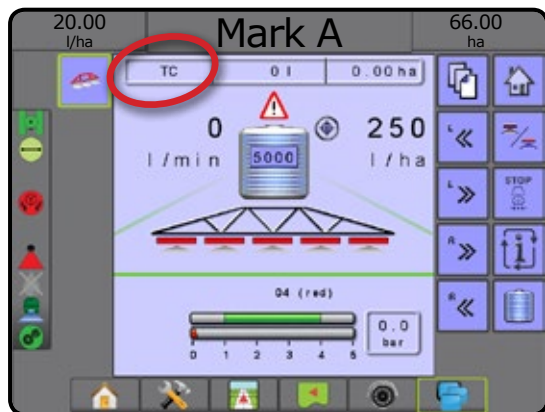 20.00
l/ha
Mark A
66.00
ha
TC 0 l 0.00 ha
0 250
l/min l/ha
5000
L «
L »
R »
R «
STOP
i
04 (red)
0 1 2 3 4 5
0.0
bar